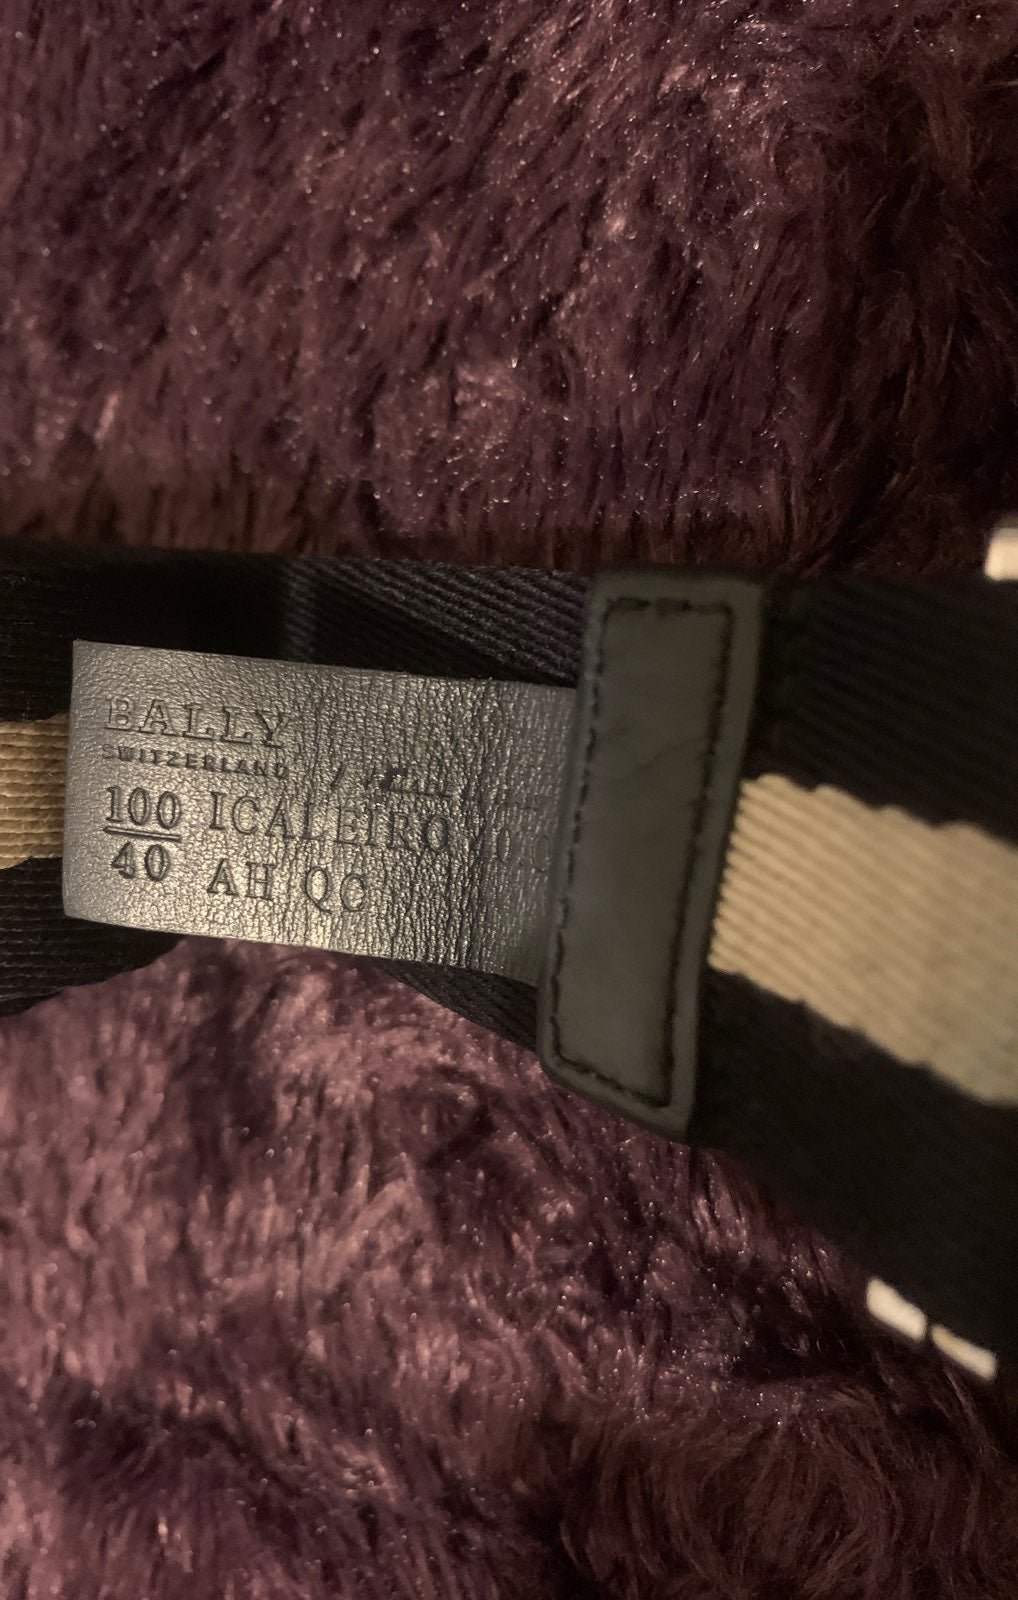 BALLY
SWITZERLAND
100 ICALEIRO
40 AH QC